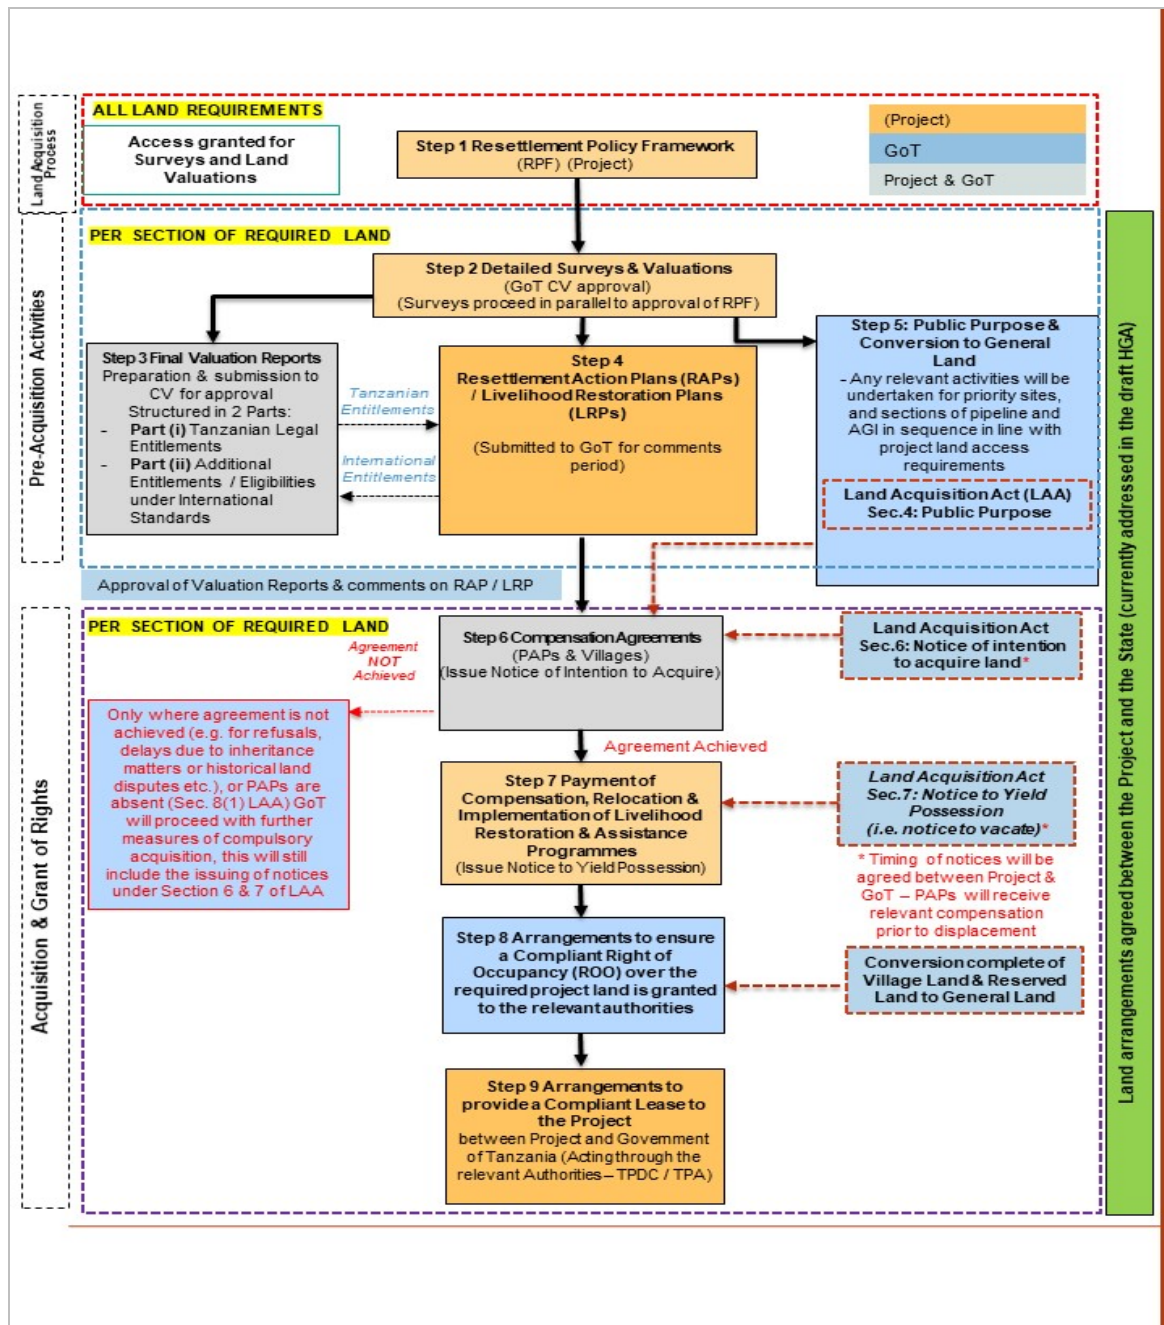 Land Acquisition
Process
ALL LAND REQUIREMENTS
Access granted for
Surveys and Land
Valuations
Step 1 Resettlement Policy Framework
(RPF) (Project)
(Project)
GoT
Project & GoT
Pre-Acquisition Activities
PER SECTION OF REQUIRED LAND
Step 2 Detailed Surveys & Valuations
(GoT CV approval)
(Surveys proceed in parallel to approval of RPF)
Step 3 Final Valuation Reports
Preparation & submission to
CV for approval
Structured in 2 Parts:
- Part (i) Tanzanian Legal
Entitlements
- Part (ii) Additional
Entitlements / Eligibilities
under International
Standards
Tanzanian
Entitlements
International
Entitlements
Step 4
Resettlement Action Plans (RAPs)
/ Livelihood Restoration Plans
(LRPs)
(Submitted to GoT for comments
period)
Step 5: Public Purpose &
Conversion to General
Land
- Any relevant activities will be
undertaken for priority sites,
and sections of pipeline and
AGI in sequence in line with
project land access
requirements
Land Acquisition Act (LAA)
Sec.4: Public Purpose
Approval of Valuation Reports & comments on RAP / LRP
Acquisition & Grant of Rights
PER SECTION OF REQUIRED LAND
Agreement
NOT
Achieved
Step 6 Compensation Agreements
(PAPs & Villages)
(Issue Notice of Intention to Acquire)
Land Acquisition Act
Sec.6: Notice of intention
to acquire land*
Only where agreement is not
achieved (e.g. for refusals,
delays due to inheritance
matters or historical land
disputes etc.), or PAPs are
absent (Sec. 8(1) LAA) GoT
will proceed with further
measures of compulsory
acquisition, this will still
include the issuing of notices
under Section 6 & 7 of LAA
Agreement Achieved
Step 7 Payment of
Compensation, Relocation &
Implementation of Livelihood
Restoration & Assistance
Programmes
(Issue Notice to Yield Possession)
Land Acquisition Act
Sec.7: Notice to Yield
Possession
(i.e. notice to vacate)*
* Timing of notices will be
agreed between Project &
GoT – PAPs will receive
relevant compensation
prior to displacement
Step 8 Arrangements to ensure
a Compliant Right of
Occupancy (ROO) over the
required project land is granted
to the relevant authorities
Conversion complete of
Village Land & Reserved
Land to General Land
Step 9 Arrangements to
provide a Compliant Lease to
the Project
between Project and Government
of Tanzania (Acting through the
relevant Authorities – TPDC / TPA)
Land arrangements agreed between the Project and the State (currently addressed in the draft HGA)